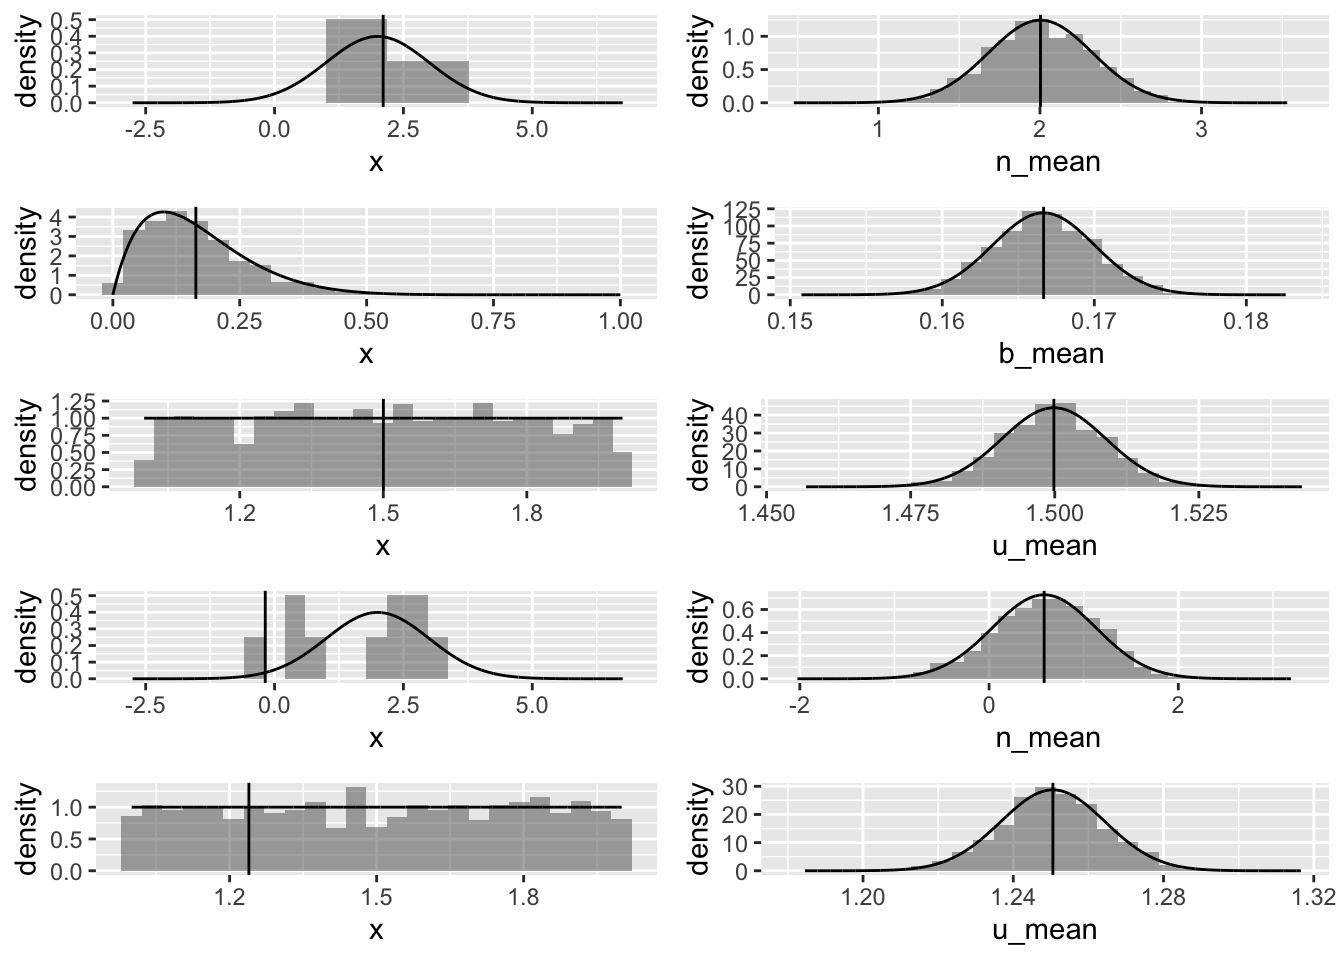 density
0.5
0.4
0.3
0.2
0.1
0.0
-2.5 0.0 2.5 5.0
x
density
1.0
0.5
0.0
1 2 3
n_mean
density
4
3
2
1
0
0.00 0.25 0.50 0.75 1.00
x
density
125
100
75
50
25
0
0.15 0.16 0.17 0.18
b_mean
density
1.25
1.00
0.75
0.50
0.25
0.00
1.2 1.5 1.8
x
density
40
30
20
10
0
1.450 1.475 1.500 1.525
u_mean
density
0.5
0.4
0.3
0.2
0.1
0.0
-2.5 0.0 2.5 5.0
x
density
0.6
0.4
0.2
0.0
-2 0 2
n_mean
density
1.0
0.5
0.0
1.2 1.5 1.8
x
density
30
20
10
0
1.20 1.24 1.28 1.32
u_mean